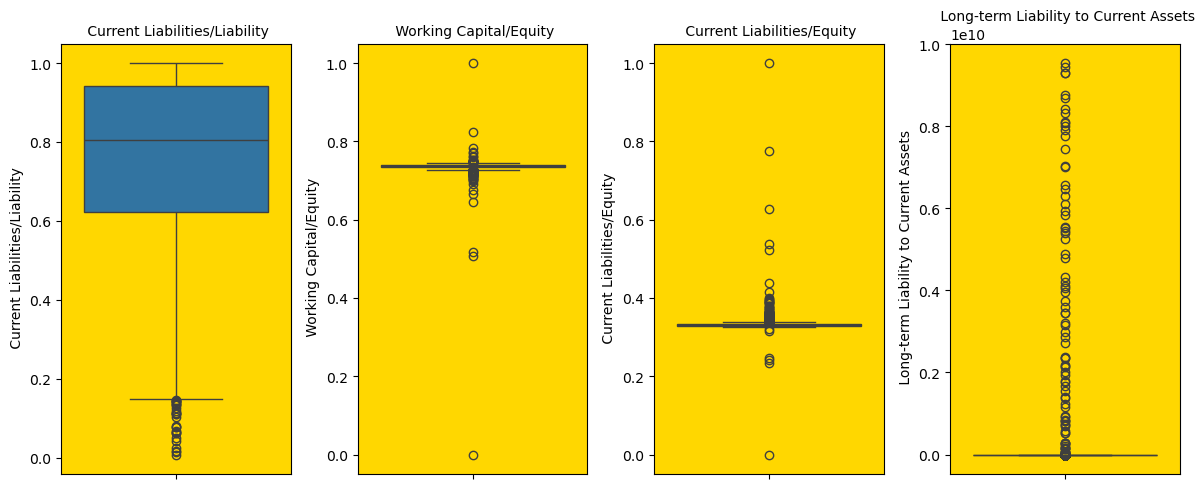 Current Liabilities/Liability
Working Capital/Equity
Current Liabilities/Equity
Long-term Liability to Current Assets
1e10
Current Liabilities/Liability
1.0
0.8
0.6
0.4
0.2
0.0
Working Capital/Equity
1.0
0.8
0.6
0.4
0.2
0.0
Current Liabilities/Equity
1.0
0.8
0.6
0.4
0.2
0.0
Long-term Liability to Current Assets
1.0
0.8
0.6
0.4
0.2
0.0